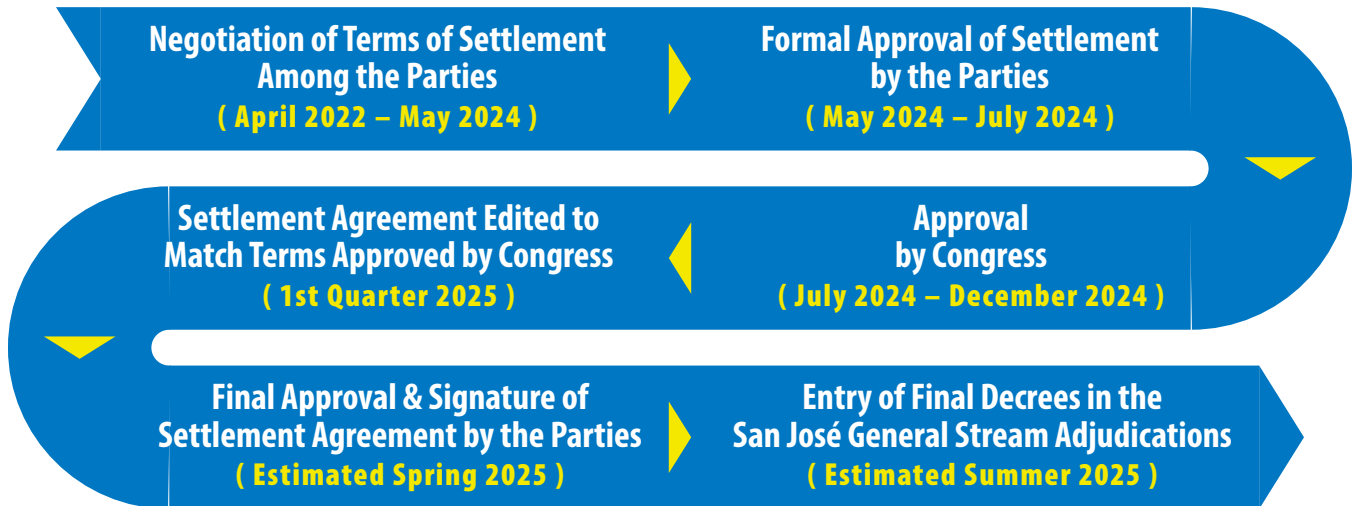 Negotiation of Terms of Settlement
Among the Parties
( April 2022 – May 2024 )
Formal Approval of Settlement
by the Parties
( May 2024 – July 2024 )
Approval
by Congress
( July 2024 – December 2024 )
Settlement Agreement Edited to
Match Terms Approved by Congress
( 1st Quarter 2025 )
Final Approval & Signature of
Settlement Agreement by the Parties
( Estimated Spring 2025 )
Entry of Final Decrees in the
San José General Stream Adjudications
( Estimated Summer 2025 )